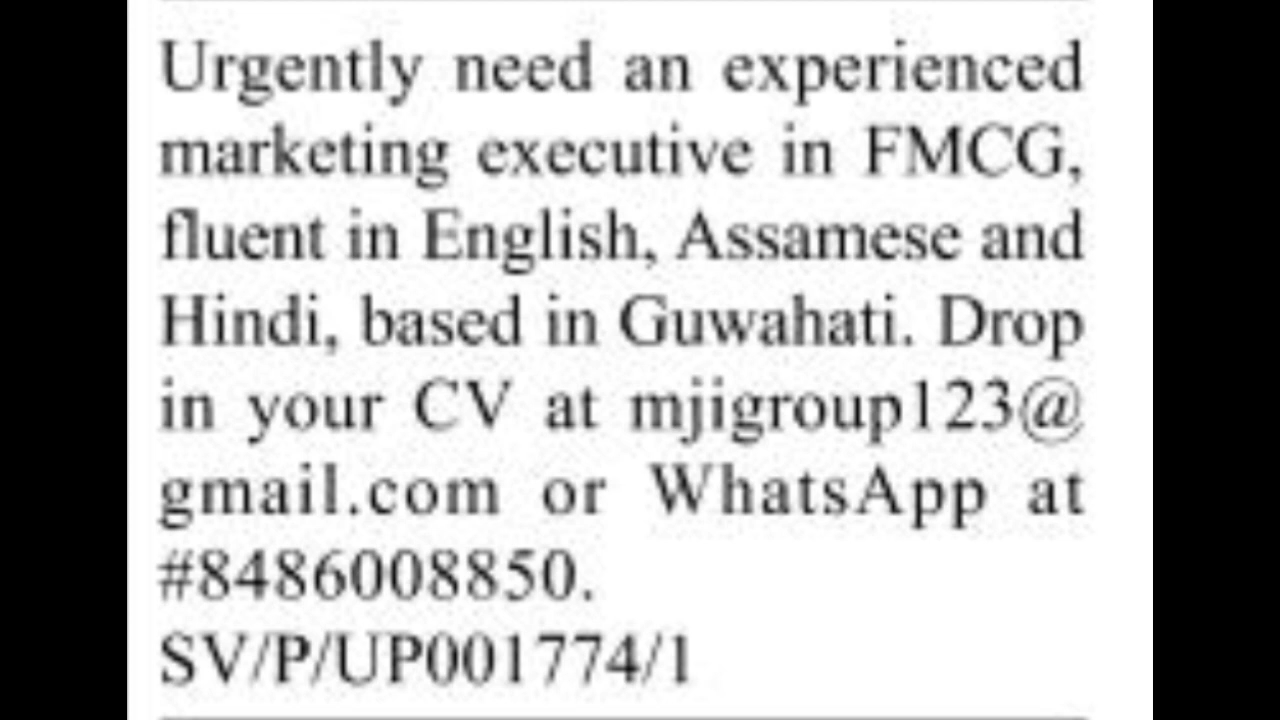 Urgently need an experienced
marketing executive in FMCG,
fluent in English, Assamese and
Hindi, based in Guwahati. Drop
in your CV at mjigroup123@
gmail.com or WhatsApp at
#8486008850.
SV/P/UP001774/1